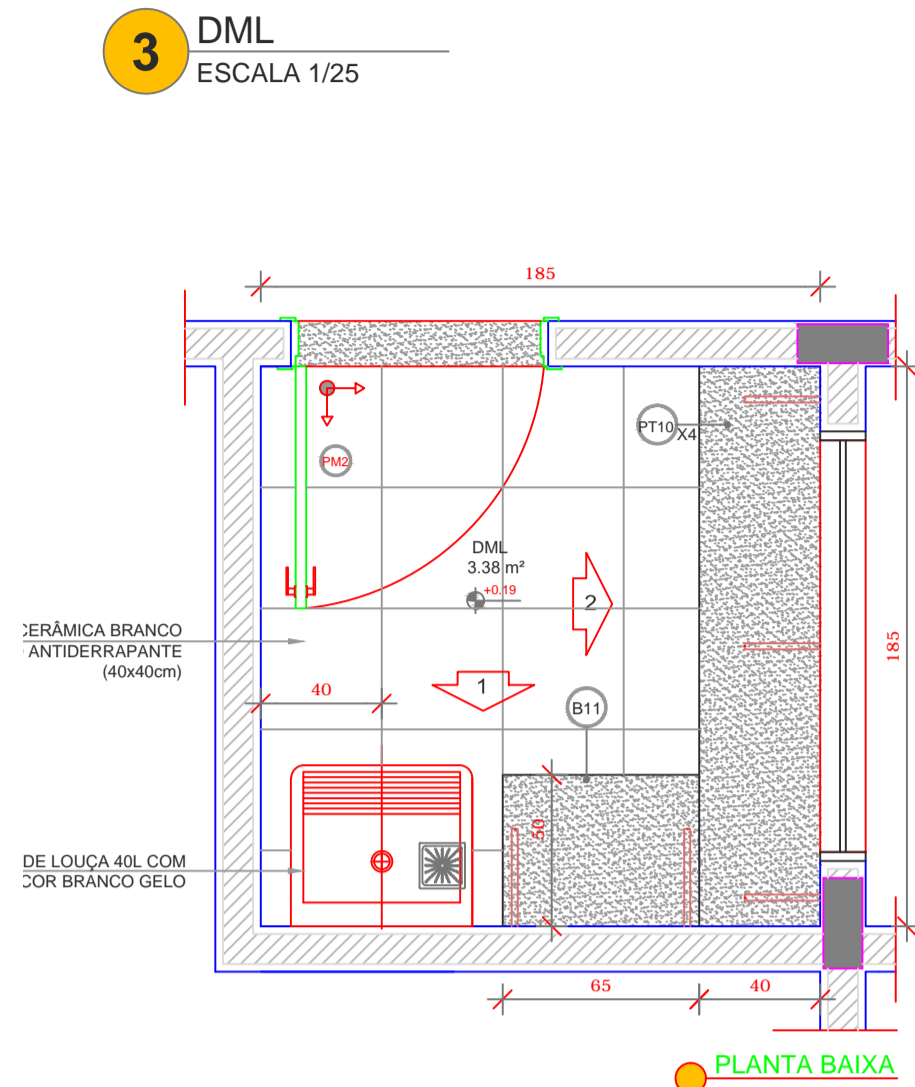 3
DML
ESCALA 1/25
185
PT10
X4
PM2
DML
3.38 m²
+0.19
2
CERÂMICA BRANCO
ANTIDERRAPANTE
(40x40cm)
185
40
1
B11
50
DE LOUÇA 40L COM
COR BRANCO GELO
65
40
PLANTA BAIXA